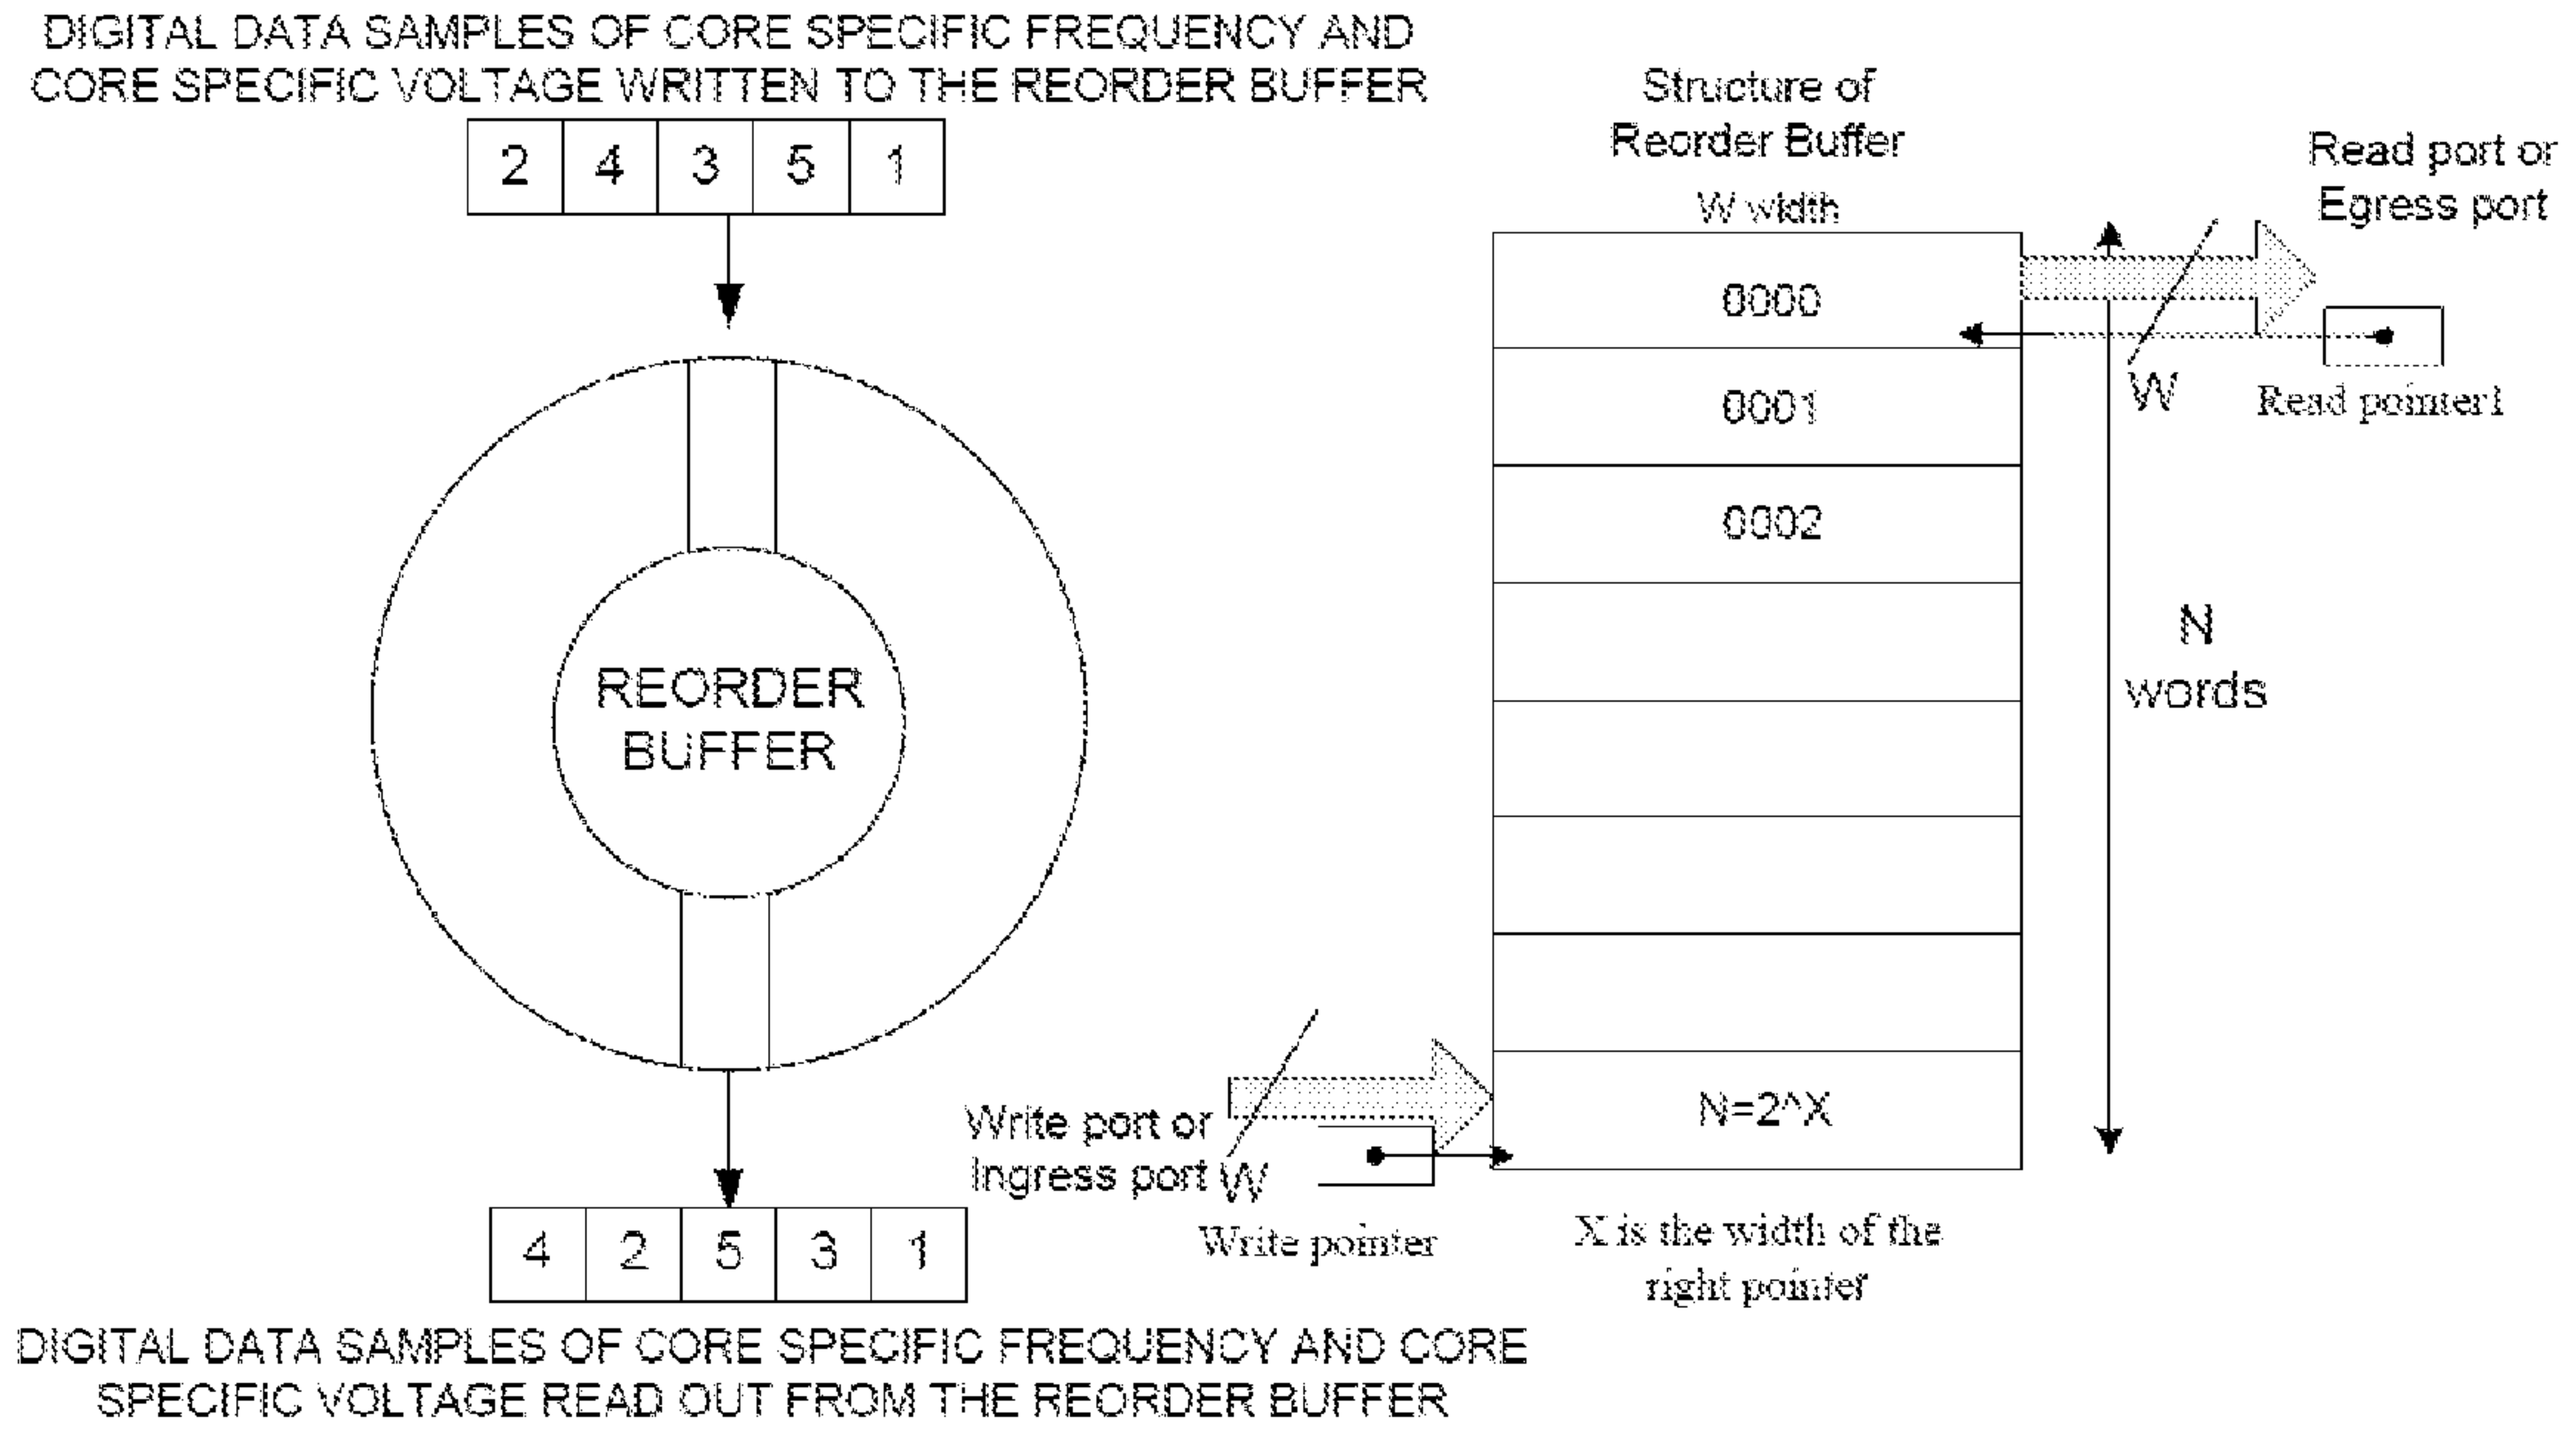 DIGITAL DATA SAMPLES OF CORE SPECIFIC FREQUENCY AND
CORE SPECIFIC VOLTAGE WRITTEN TO THE REORDER BUFFER
2 4 3 5 1
REORDER
BUFFER
4 2 5 3 1
DIGITAL DATA SAMPLES OF CORE SPECIFIC FREQUENCY AND CORE
SPECIFIC VOLTAGE READ OUT FROM THE REORDER BUFFER
Structure of
Reorder Buffer
W width
0000
0001
0002
N=2^X
X is the width of the
right pointer
Read port or
Egress port
W
Read pointer1
N
words
Write port or
Ingress port
W
Write pointer